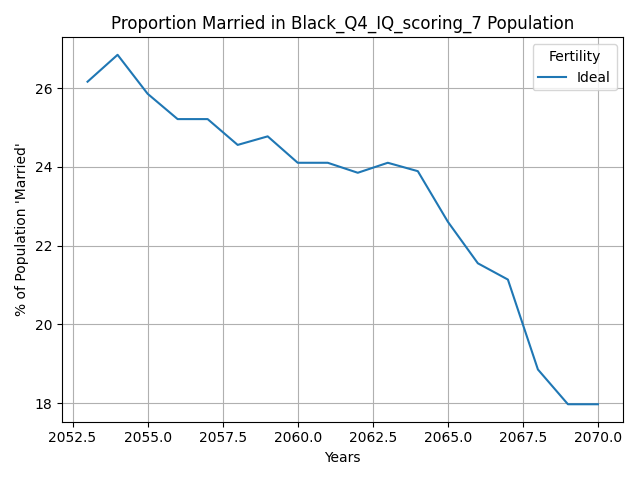 Proportion Married in Black_Q4_IQ_scoring_7 Population
Fertility
Ideal
% of Population 'Married'
26
24
22
20
18
2052.5 2055.0 2057.5 2060.0 2062.5 2065.0 2067.5 2070.0
Years